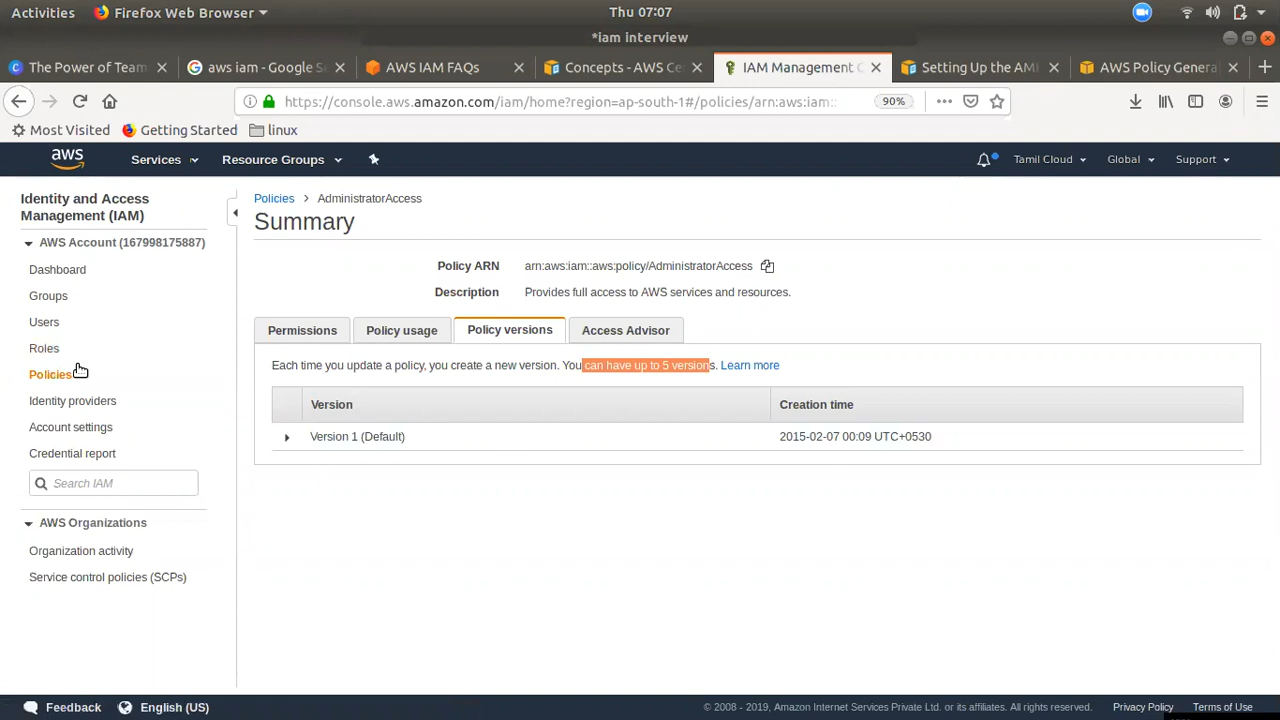 Activities Firefox Web Browser Thu 07:07
*iam interview
The Power of Team aws iam - Google S AWS IAM FAQs Concepts - AWS Ce IAM Management C Setting Up the AM AWS Policy Genera
https://console.aws.amazon.com/iam/home?region=ap-south-1#/policies/arn:aws:iam:: 90%
Most Visited Getting Started linux
aws Services Resource Groups Tamil Cloud Global Support
Identity and Access
Management (IAM)
AWS Account (167998175887)
Dashboard
Groups
Users
Roles
Policies
Identity providers
Account settings
Credential report
Search IAM
AWS Organizations
Organization activity
Service control policies (SCPs)
Policies AdministratorAccess
Summary
Policy ARN arn:aws:iam::aws:policy/AdministratorAccess
Description Provides full access to AWS services and resources.
Permissions Policy usage Policy versions Access Advisor
Each time you update a policy, you create a new version. You can have up to 5 versions. Learn more
Version Creation time
Version 1 (Default) 2015-02-07 00:09 UTC+0530
Feedback English (US) © 2008 - 2019, Amazon Internet Services Private Ltd. or its affiliates. All rights reserved. Privacy Policy Terms of Use